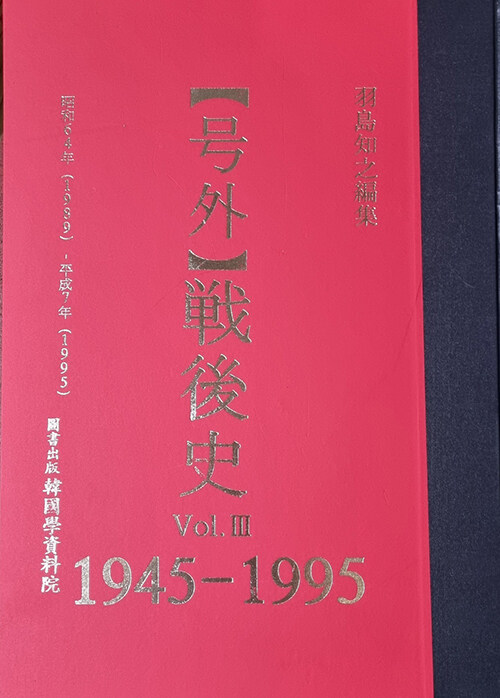 羽島知之編集
【号外】戦後史
Vol. III
1945-1995
昭和64年(1989)-平成7年(1995)
圖書出版 韓國學資料院